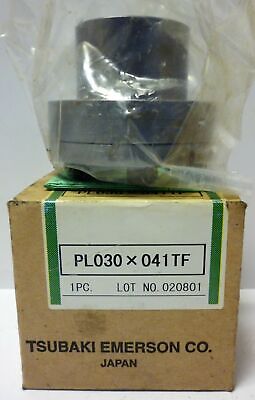 PL030×041TF
1PC. LOT NO. 020801
TSUBAKI EMERSON CO.
JAPAN